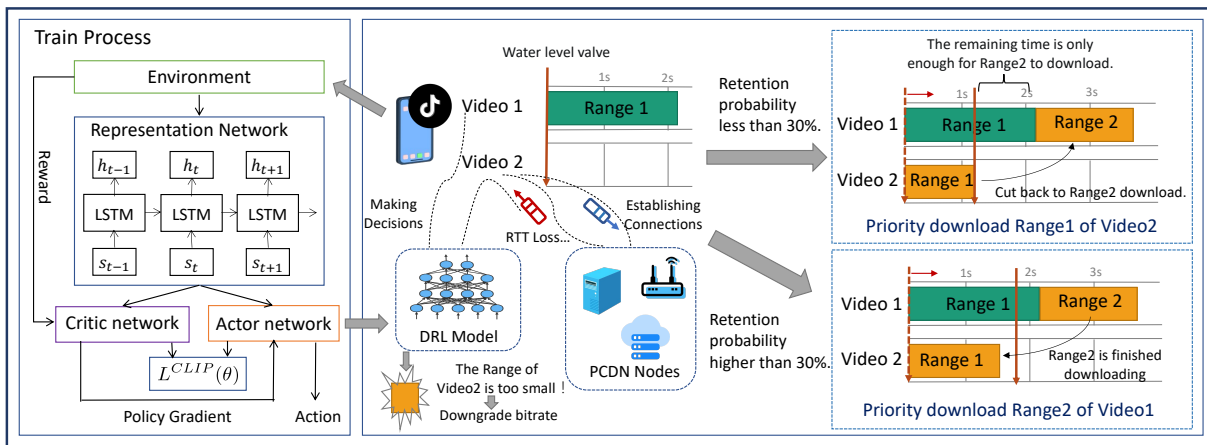 Train Process
Environment
Representation Network
h_{t-1}
h_t
h_{t+1}
LSTM
LSTM
LSTM
s_{t-1}
s_t
s_{t+1}
Reward
Critic network
Actor network
L^{CLIP}(θ)
Policy Gradient
Action
Water level valve
1s
2s
Video 1
Range 1
Video 2
Making
Decisions
RTT Loss...
Establishing
Connections
DRL Model
PCDN Nodes
The Range of
Video2 is too small !
Downgrade bitrate
Retention
probability
less than 30%.
Retention
probability
higher than 30%.
The remaining time is only
enough for Range2 to download.
1s
2s
3s
Video 1
Range 1
Range 2
Video 2
Range 1
Cut back to Range2 download.
Priority download Range1 of Video2
1s
2s
3s
Video 1
Range 1
Range 2
Video 2
Range 1
Range2 is finished
downloading
Priority download Range2 of Video1